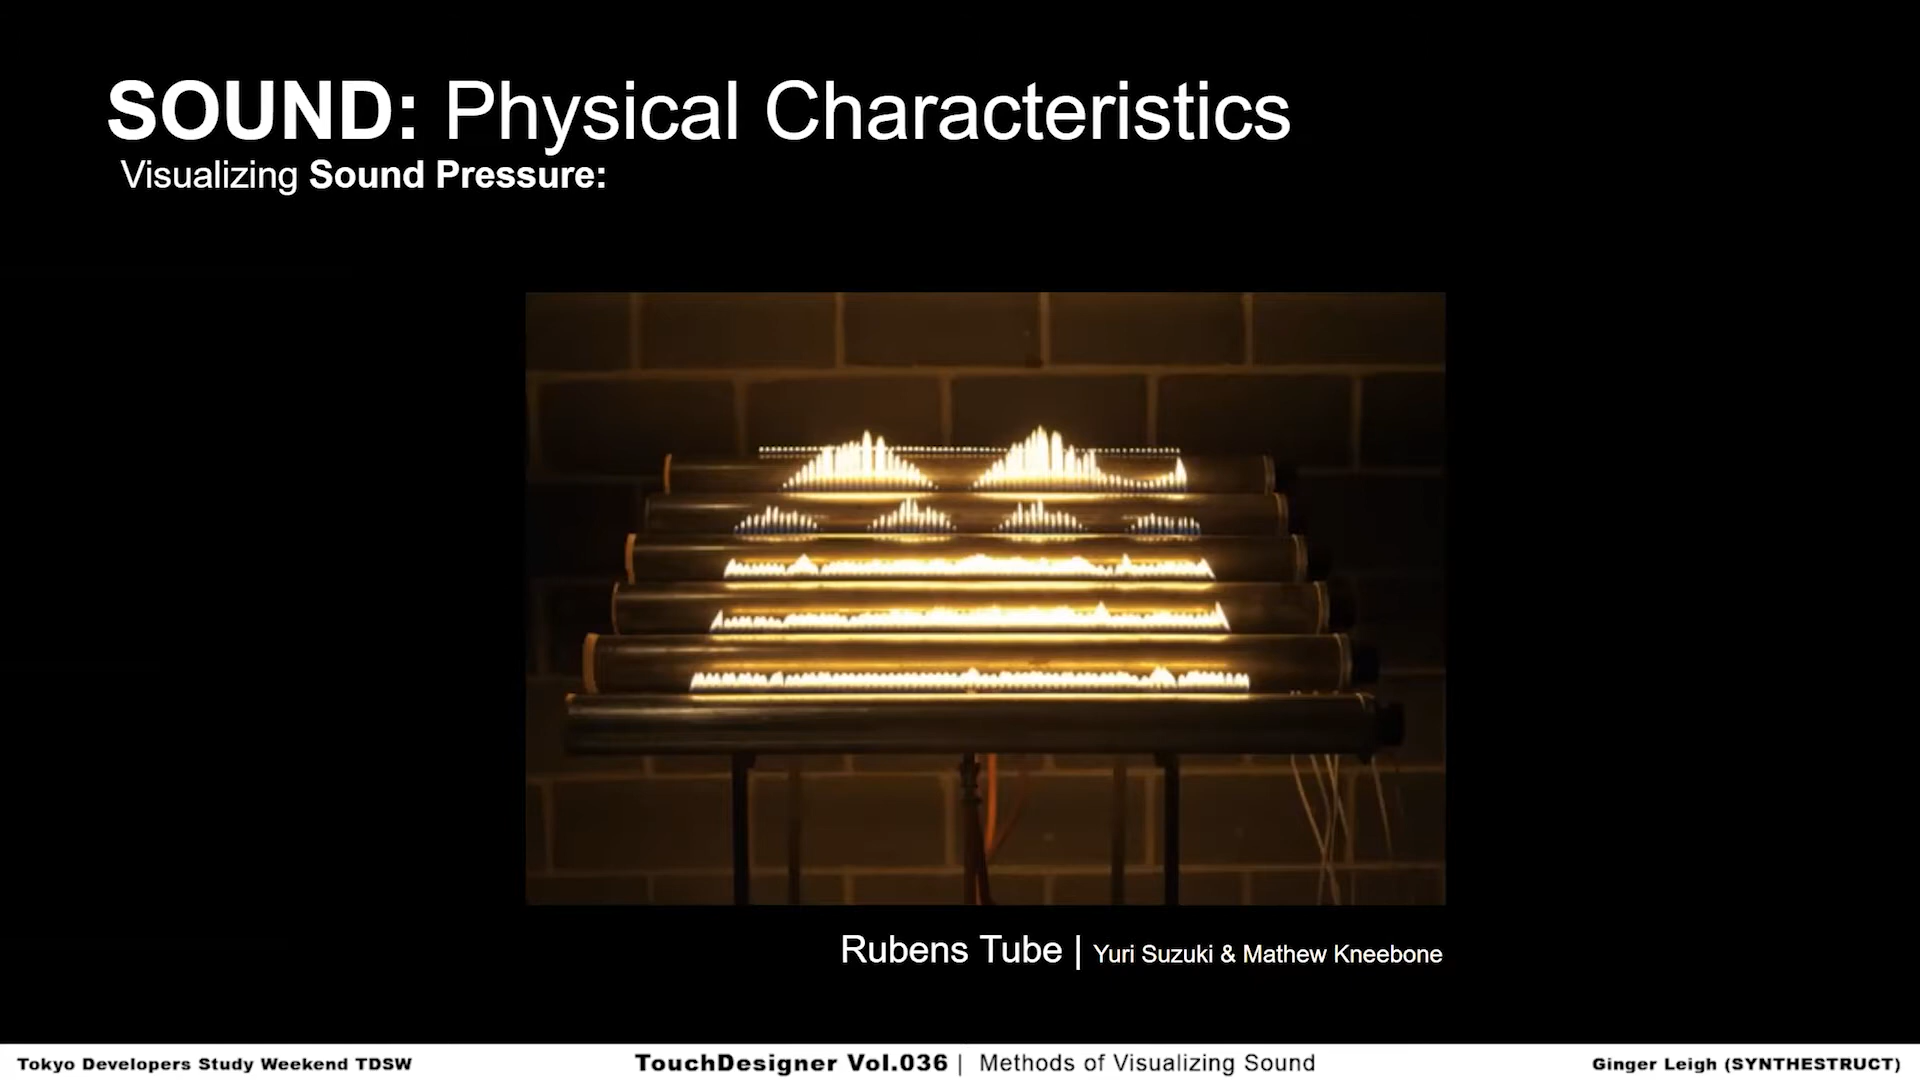 SOUND: Physical Characteristics
Visualizing Sound Pressure:
Rubens Tube | Yuri Suzuki & Mathew Kneebone
Tokyo Developers Study Weekend TDSW
TouchDesigner Vol.036 | Methods of Visualizing Sound
Ginger Leigh (SYNTHESTRUCT)